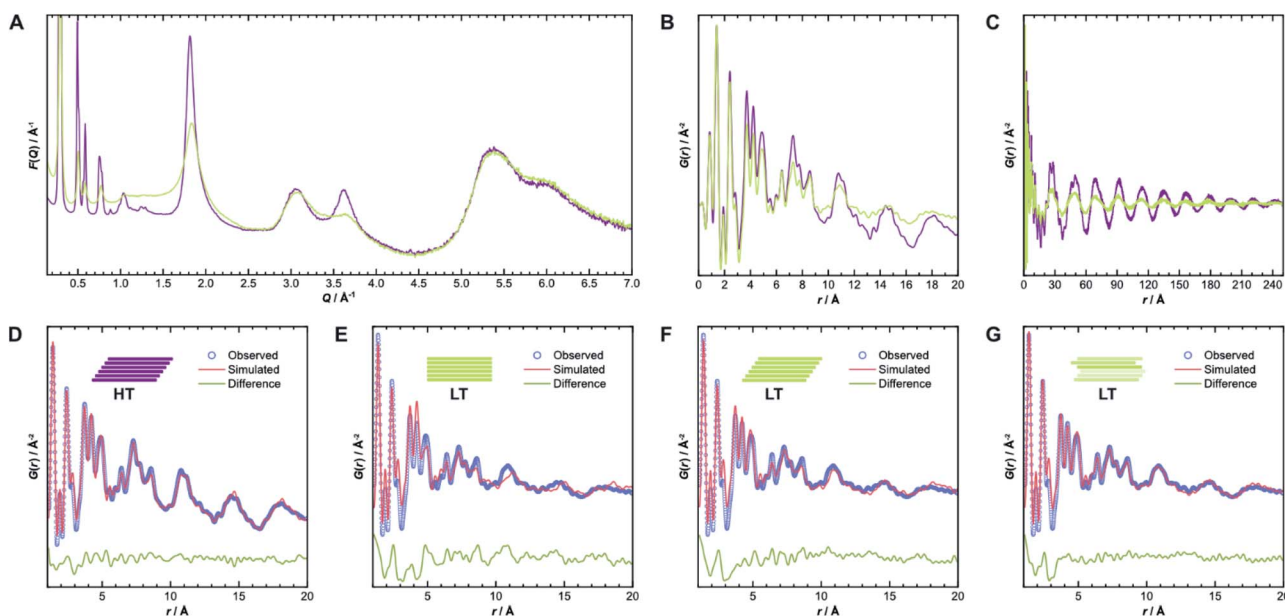 A
F(Q) / Å⁻¹
0.5 1.0 1.5 2.0 2.5 3.0 3.5 4.0 4.5 5.0 5.5 6.0 6.5 7.0
Q / Å⁻¹
B
G(r) / Å⁻²
0 2 4 6 8 10 12 14 16 18 20
r / Å
C
G(r) / Å⁻²
0 30 60 90 120 150 180 210 240
r / Å
D
G(r) / Å⁻²
HT
Observed
Simulated
Difference
5 10 15 20
r / Å
E
G(r) / Å⁻²
LT
Observed
Simulated
Difference
5 10 15 20
r / Å
F
G(r) / Å⁻²
LT
Observed
Simulated
Difference
5 10 15 20
r / Å
G
G(r) / Å⁻²
LT
Observed
Simulated
Difference
5 10 15 20
r / Å